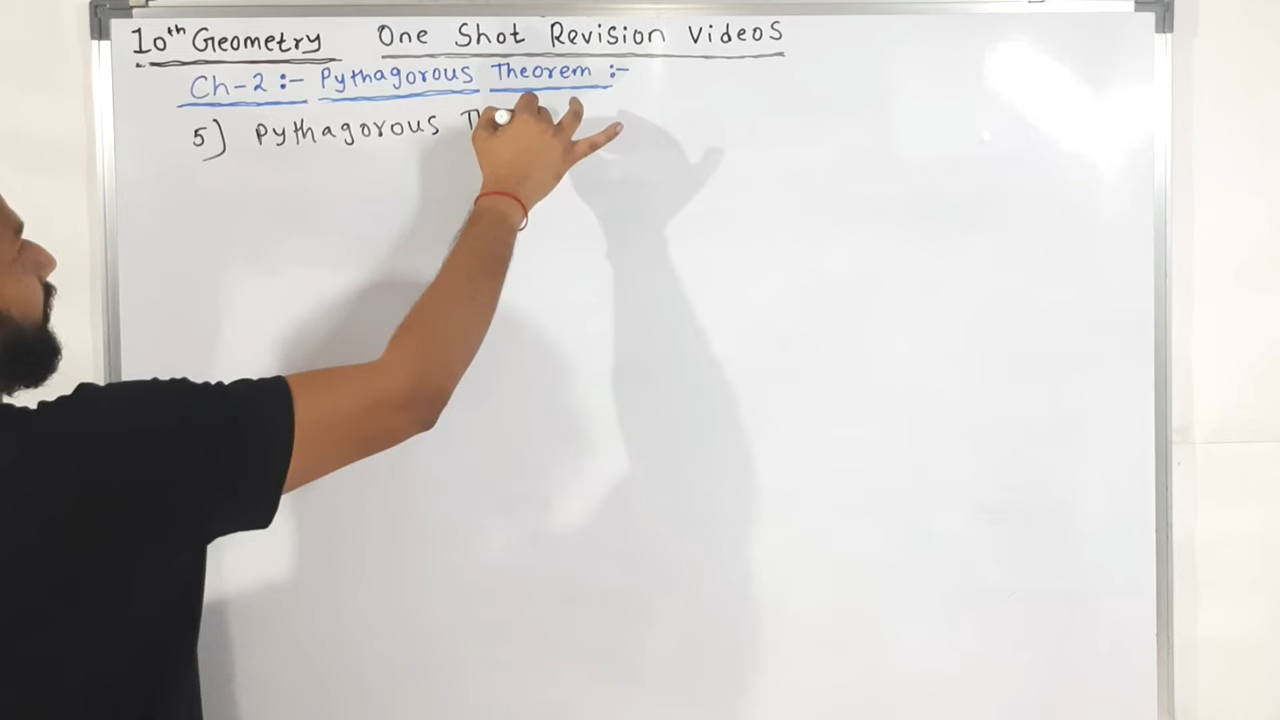 10th Geometry One Shot Revision Videos
Ch-2 :- Pythagorous Theorem :-
5) Pythagorous